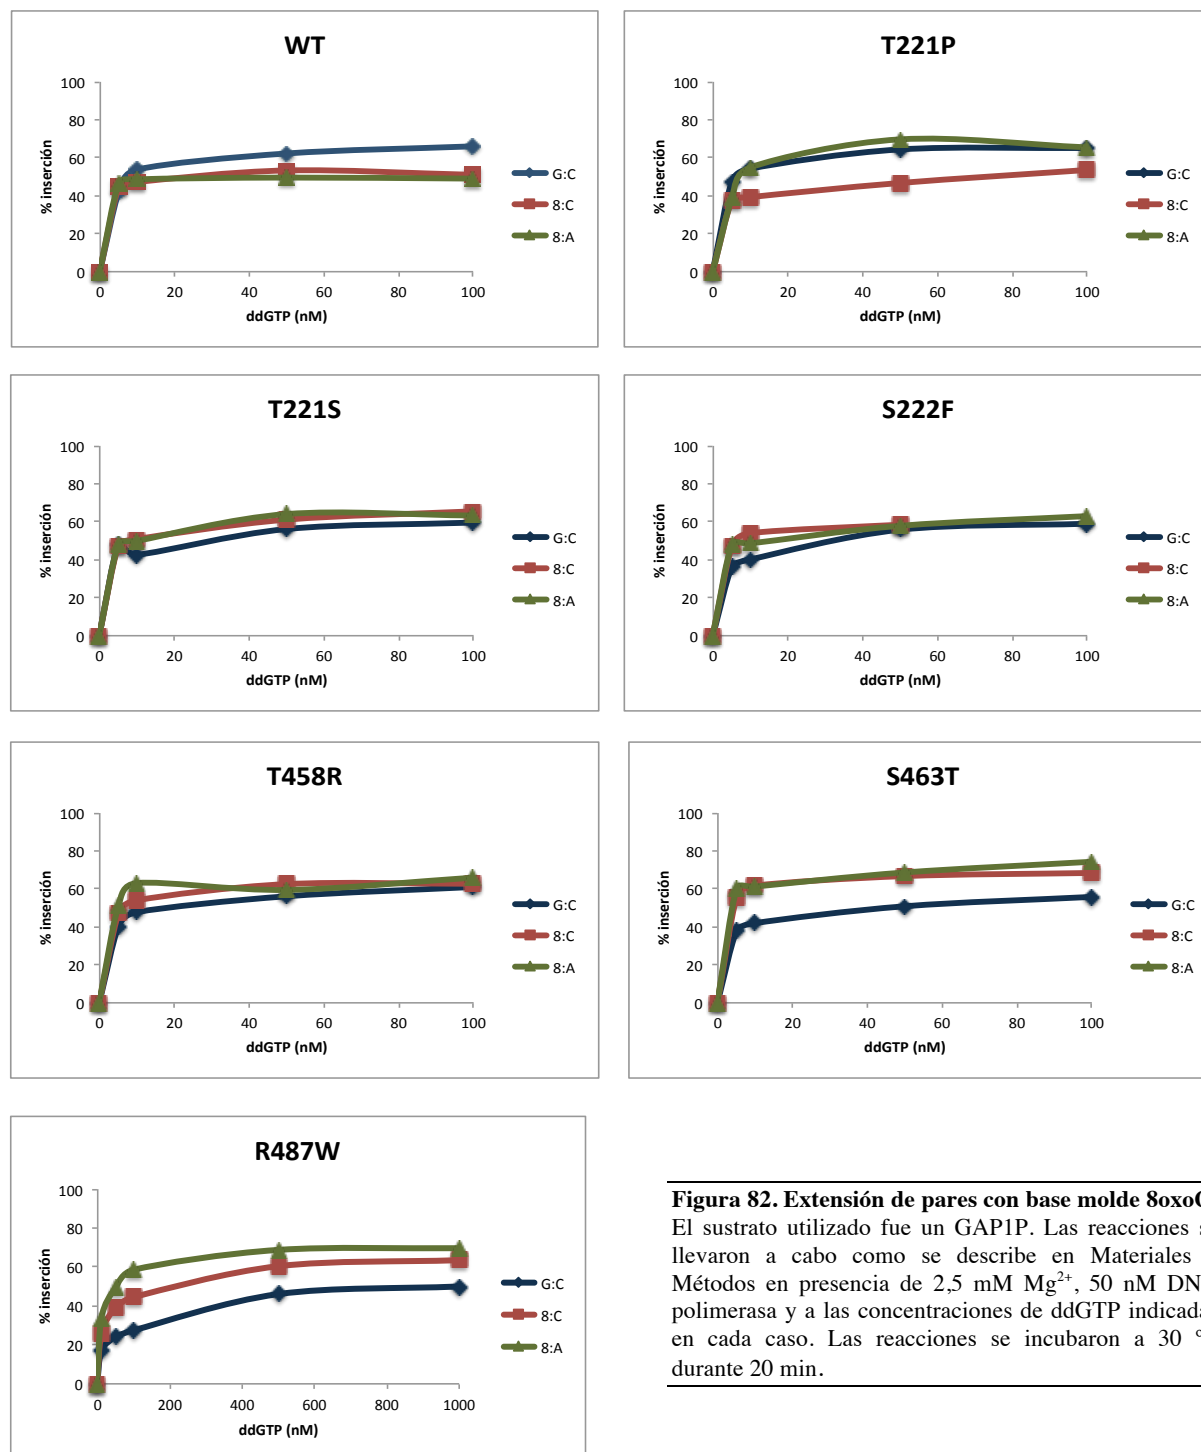 WT
100
80
60
40
20
0
% inserción
0 20 40 60 80 100
ddGTP (nM)
G:C
8:C
8:A
T221P
100
80
60
40
20
0
% inserción
0 20 40 60 80 100
ddGTP (nM)
G:C
8:C
8:A
T221S
100
80
60
40
20
0
% inserción
0 20 40 60 80 100
ddGTP (nM)
G:C
8:C
8:A
S222F
100
80
60
40
20
0
% inserción
0 20 40 60 80 100
ddGTP (nM)
G:C
8:C
8:A
T458R
100
80
60
40
20
0
% inserción
0 20 40 60 80 100
ddGTP (nM)
G:C
8:C
8:A
S463T
100
80
60
40
20
0
% inserción
0 20 40 60 80 100
ddGTP (nM)
G:C
8:C
8:A
R487W
100
80
60
40
20
0
% inserción
0 200 400 600 800 1000
ddGTP (nM)
G:C
8:C
8:A
Figura 82. Extensión de pares con base molde
El sustrato utilizado fue un GAP1P. Las reacciones
llevaron a cabo como se describe en Materiales
Métodos en presencia de 2,5 mM Mg²⁺, 50 nM
polimerasa y a las concentraciones de ddGTP
en cada caso. Las reacciones se incubaron a 30 °
durante 20 min.